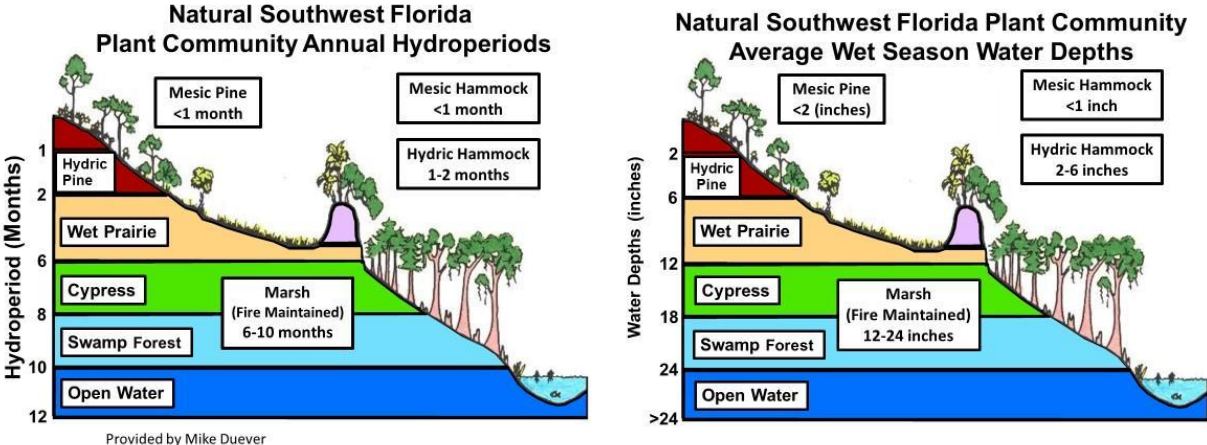 Natural Southwest Florida
Plant Community Annual Hydroperiods
Mesic Pine
<1 month
Mesic Hammock
<1 month
Hydric Hammock
1-2 months
Hydroperiod (Months)
1
Hydric
Pine
2
Wet Prairie
6
Cypress
Marsh
(Fire Maintained)
6-10 months
8
Swamp Forest
10
Open Water
12
Provided by Mike Duever
Natural Southwest Florida Plant Community
Average Wet Season Water Depths
Mesic Pine
<2 (inches)
Mesic Hammock
<1 inch
Hydric Hammock
2-6 inches
Water Depths (inches)
2
Hydric
Pine
6
Wet Prairie
12
Cypress
Marsh
(Fire Maintained)
12-24 inches
18
Swamp Forest
24
Open Water
>24